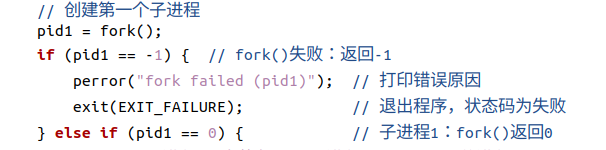 // 创建第一个子进程
pid1 = fork();
if (pid1 == -1) {  // fork()失败：返回-1
    perror("fork failed (pid1)");  // 打印错误原因
    exit(EXIT_FAILURE);            // 退出程序，状态码为失败
} else if (pid1 == 0) {            // 子进程1：fork()返回0